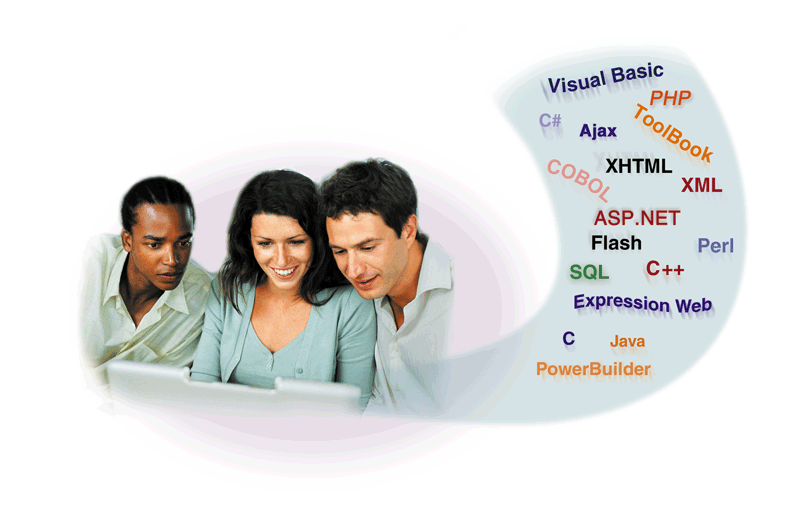 Visual Basic
PHP
C#
Ajax
ToolBook
XHTML
COBOL
XML
ASP.NET
Flash
Perl
SQL
C++
Expression Web
C
Java
PowerBuilder